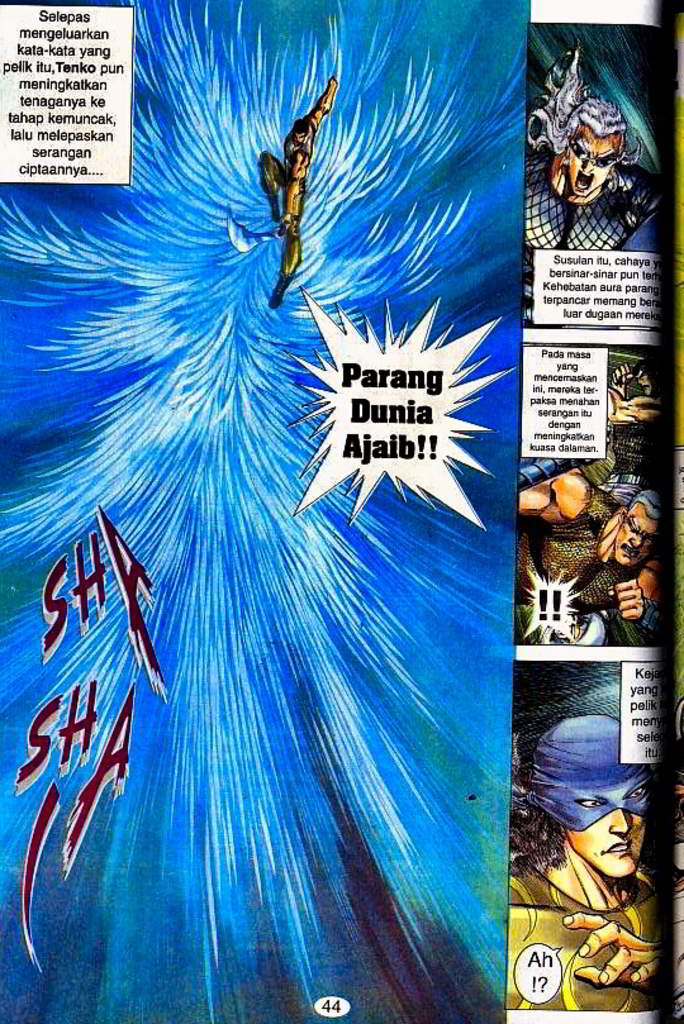 Selepas
mengeluarkan
kata-kata yang
pelik itu,Tenko pun
meningkatkan
tenaganya ke
tahap kemuncak,
lalu melepaskan
serangan
ciptaannya....
Parang
Dunia
Ajaib!!
SHA
SHA
Susulan itu, cahaya
bersinar-sinar pun
Kehebatan aura parang
terpancar memang
luar dugaan mereka
Pada masa
yang
mencemaskan
ini, mereka ter-
paksa menahan
serangan itu
dengan
meningkatkan
kuasa dalaman.
!!
yang
pelik
itu.
Ah
!?
44